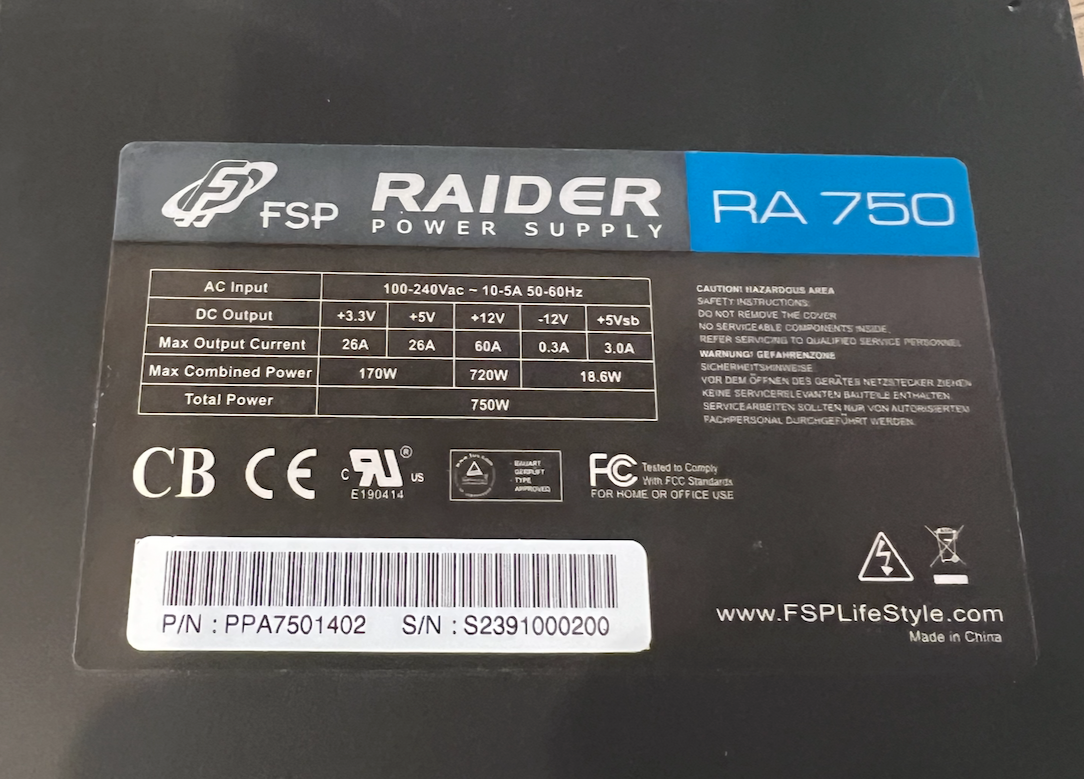 FSP RAIDER RA 750
POWER SUPPLY
AC Input 100-240Vac ~ 10-5A 50-60Hz
DC Output +3.3V +5V +12V -12V +5Vsb
Max Output Current 26A 26A 60A 0.3A 3.0A
Max Combined Power 170W 720W 18.6W
Total Power 750W
CAUTION! HAZARDOUS AREA
SAFETY INSTRUCTIONS:
DO NOT REMOVE THE COVER
NO SERVICEABLE COMPONENTS INSIDE.
REFER SERVICING TO QUALIFIED SERVICE PERSONNEL
WARNUNG! GEFAHRENZONE
SICHERHEITSHINWEISE
VOR DEM ÖFFNEN DES GERÄTES NETZSTECKER ZIEHEN
KEINE SERVICERELEVANTEN BAUTEILE ENTHALTEN.
SERVICEARBEITEN SOLLTEN NUR VON AUTORISIERTEM
FACHPERSONAL DURCHGEFÜHRT WERDEN.
CB CE
C RU ® US
E190414
BAUART
GEPRÜFT
TYPE
APPROVED
FC Tested to Comply
With FCC Standards
FOR HOME OR OFFICE USE
P/N : PPA7501402 S/N : S2391000200
www.FSPLifeStyle.com
Made in China